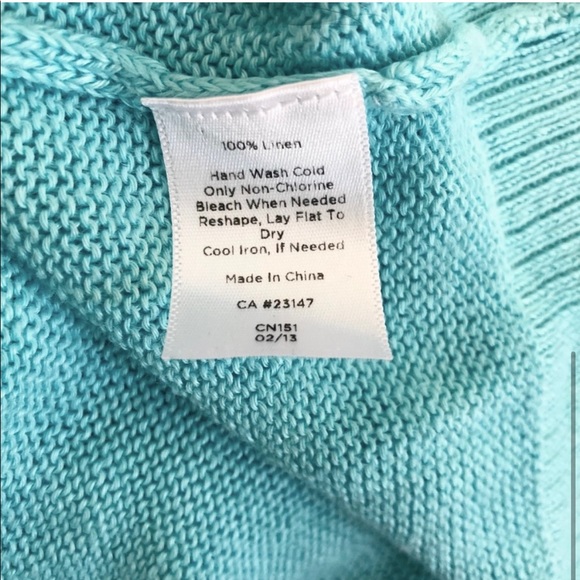 100% Linen
Hand Wash Cold
Only Non-Chlorine
Bleach When Needed
Reshape, Lay Flat To
Dry
Cool Iron, If Needed
Made In China
CA #23147
CN151
02/13